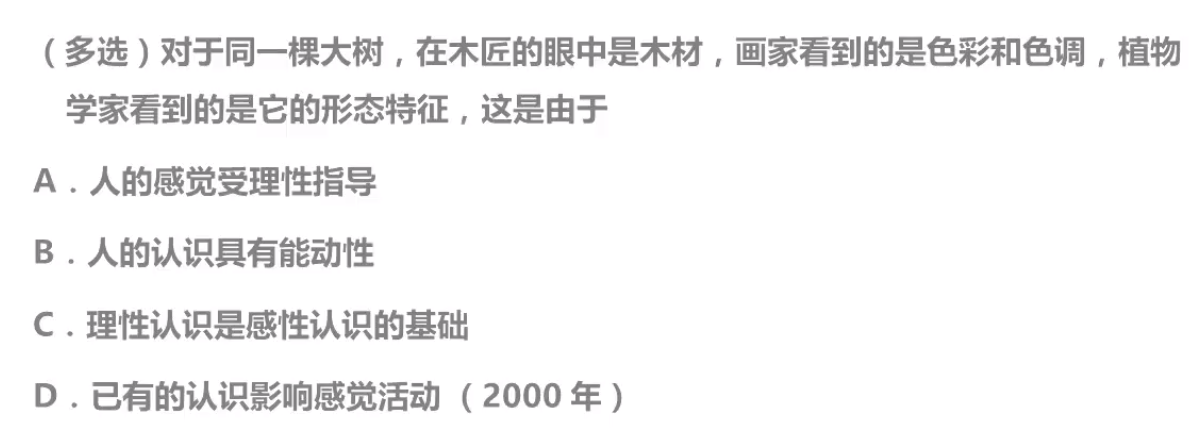 （多选）对于同一棵大树，在木匠的眼中是木材，画家看到的是色彩和色调，植物
学家看到的是它的形态特征，这是由于
A．人的感觉受理性指导
B．人的认识具有能动性
C．理性认识是感性认识的基础
D．已有的认识影响感觉活动（2000 年）